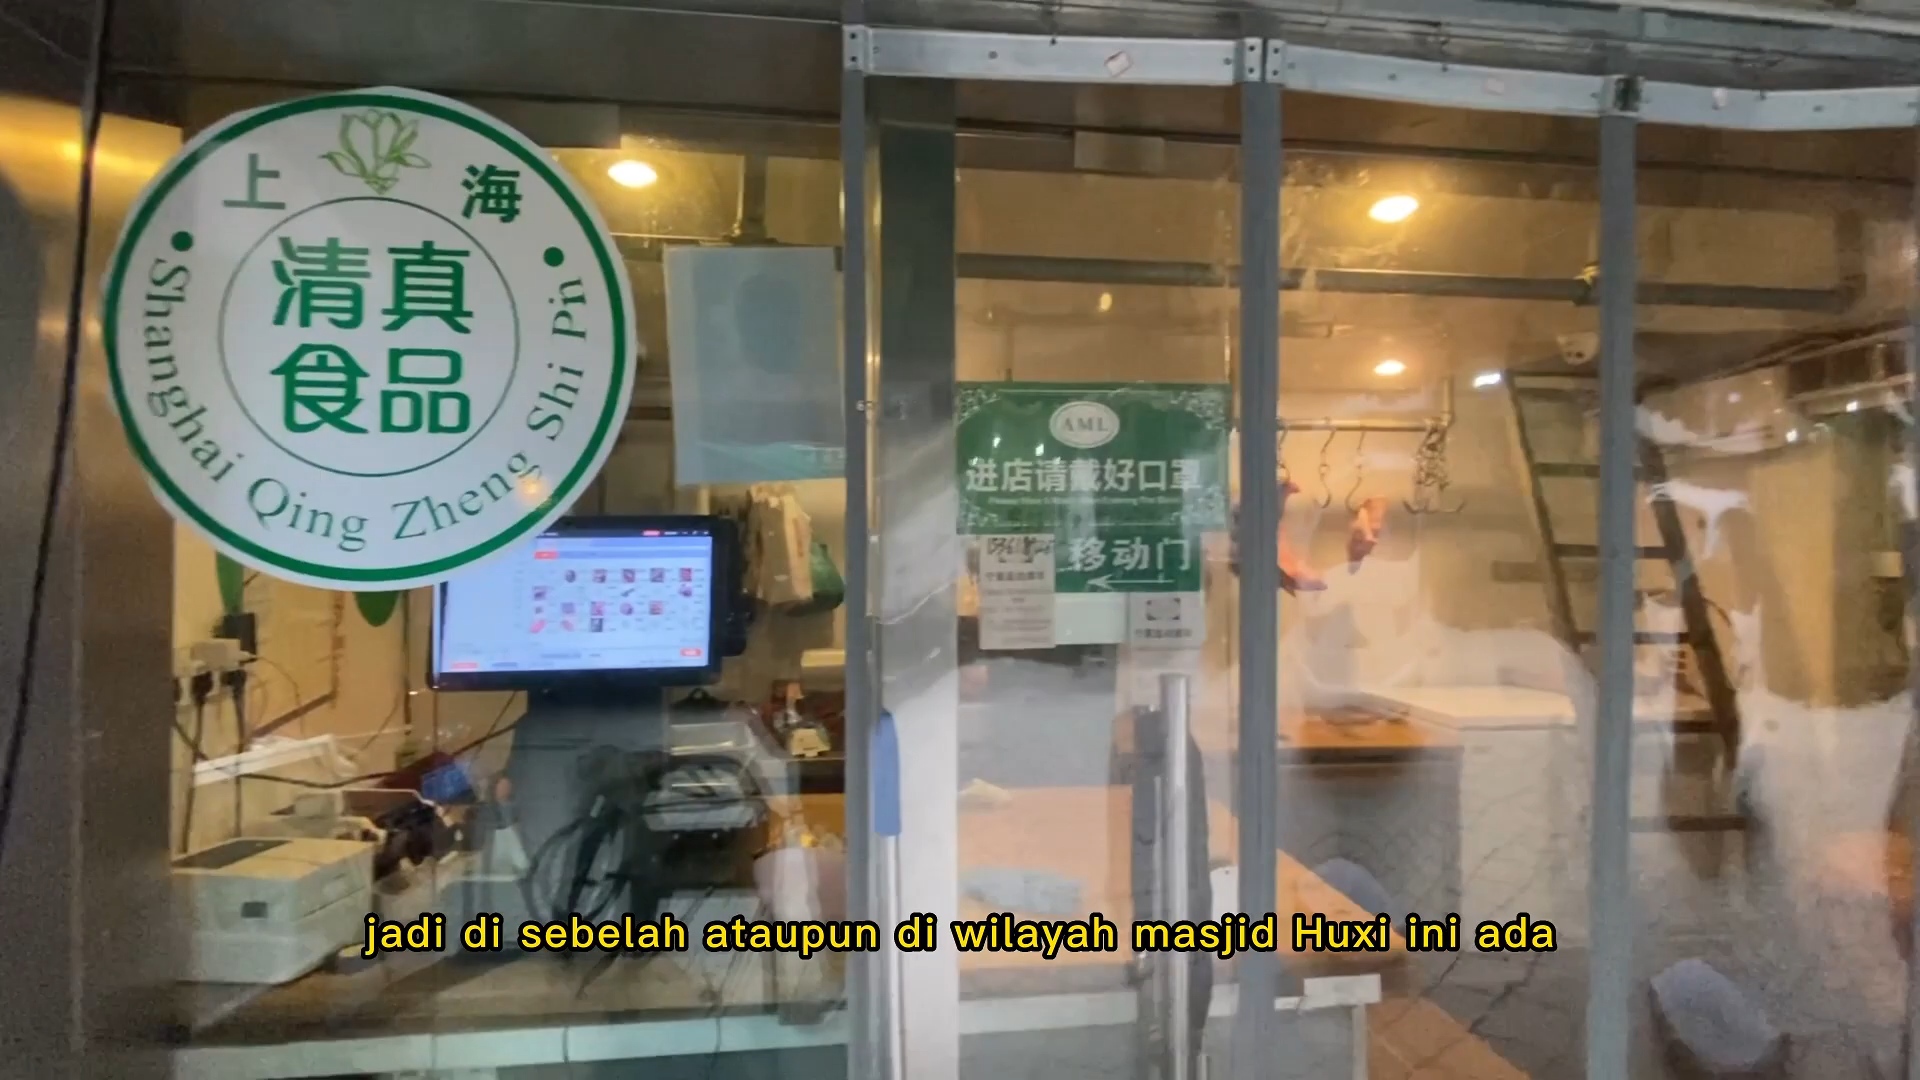 上海
清真
食品
Shanghai Qing Zheng Shi Pin
AML
进店请戴好口罩
移动门
jadi di sebelah ataupun di wilayah masjid Huxi ini ada